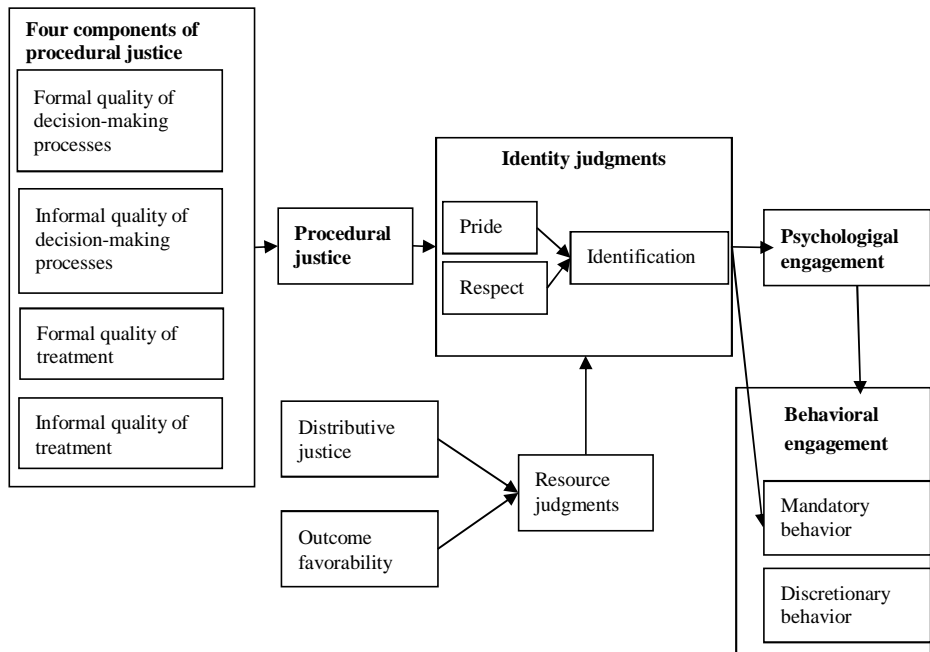 Four components of
procedural justice
Formal quality of
decision-making
processes
Informal quality of
decision-making
processes
Formal quality of
treatment
Informal quality of
treatment
Procedural
justice
Identity judgments
Pride
Respect
Identification
Distributive
justice
Outcome
favorability
Resource
judgments
Psychologigal
engagement
Behavioral
engagement
Mandatory
behavior
Discretionary
behavior